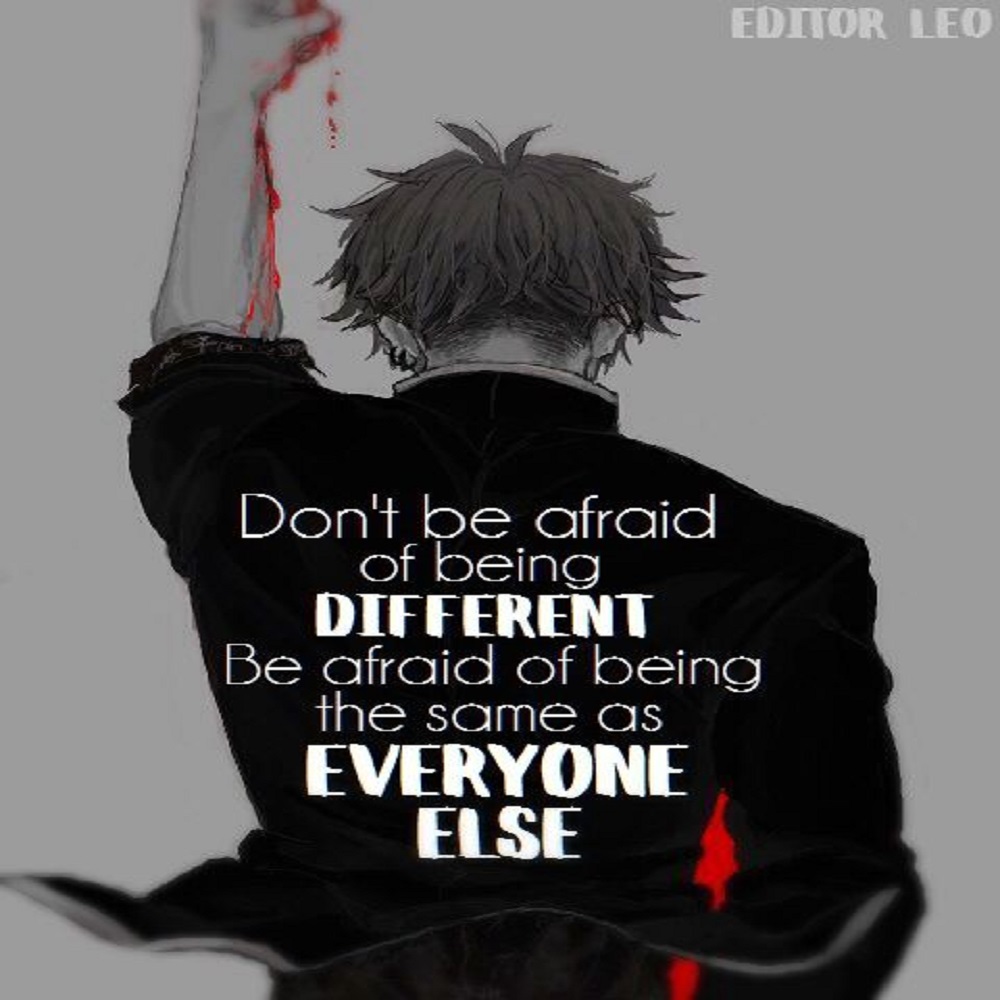 EDITOR LEO
Don't be afraid
of being
DIFFERENT
Be afraid of being
the same as
EVERYONE
ELSE